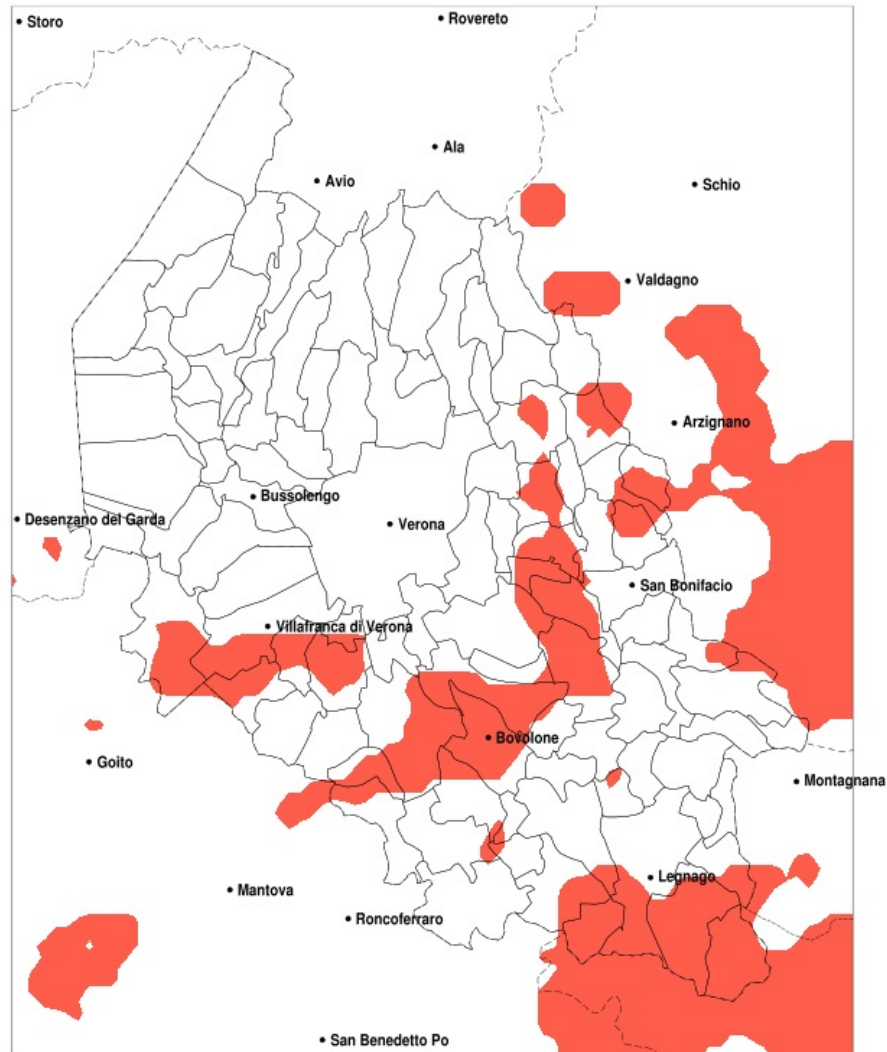 Storo
Rovereto
Ala
Avio
Schio
Valdagno
Arzignano
Bussolengo
Desenzano del Garda
Verona
San Bonifacio
Villafranca di Verona
Bovolone
Goito
Montagnana
Legnago
Mantova
Roncoferraro
San Benedetto Po